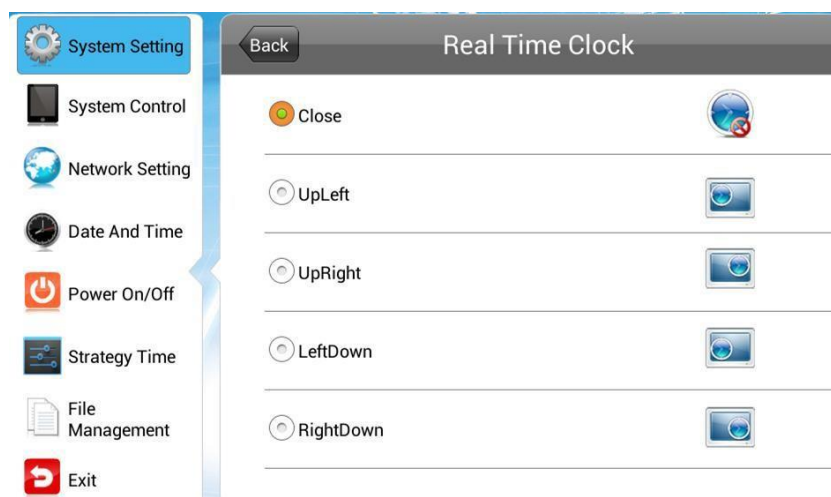 System Setting
System Control
Network Setting
Date And Time
Power On/Off
Strategy Time
File
Management
Exit
Back
Real Time Clock
Close
UpLeft
UpRight
LeftDown
RightDown